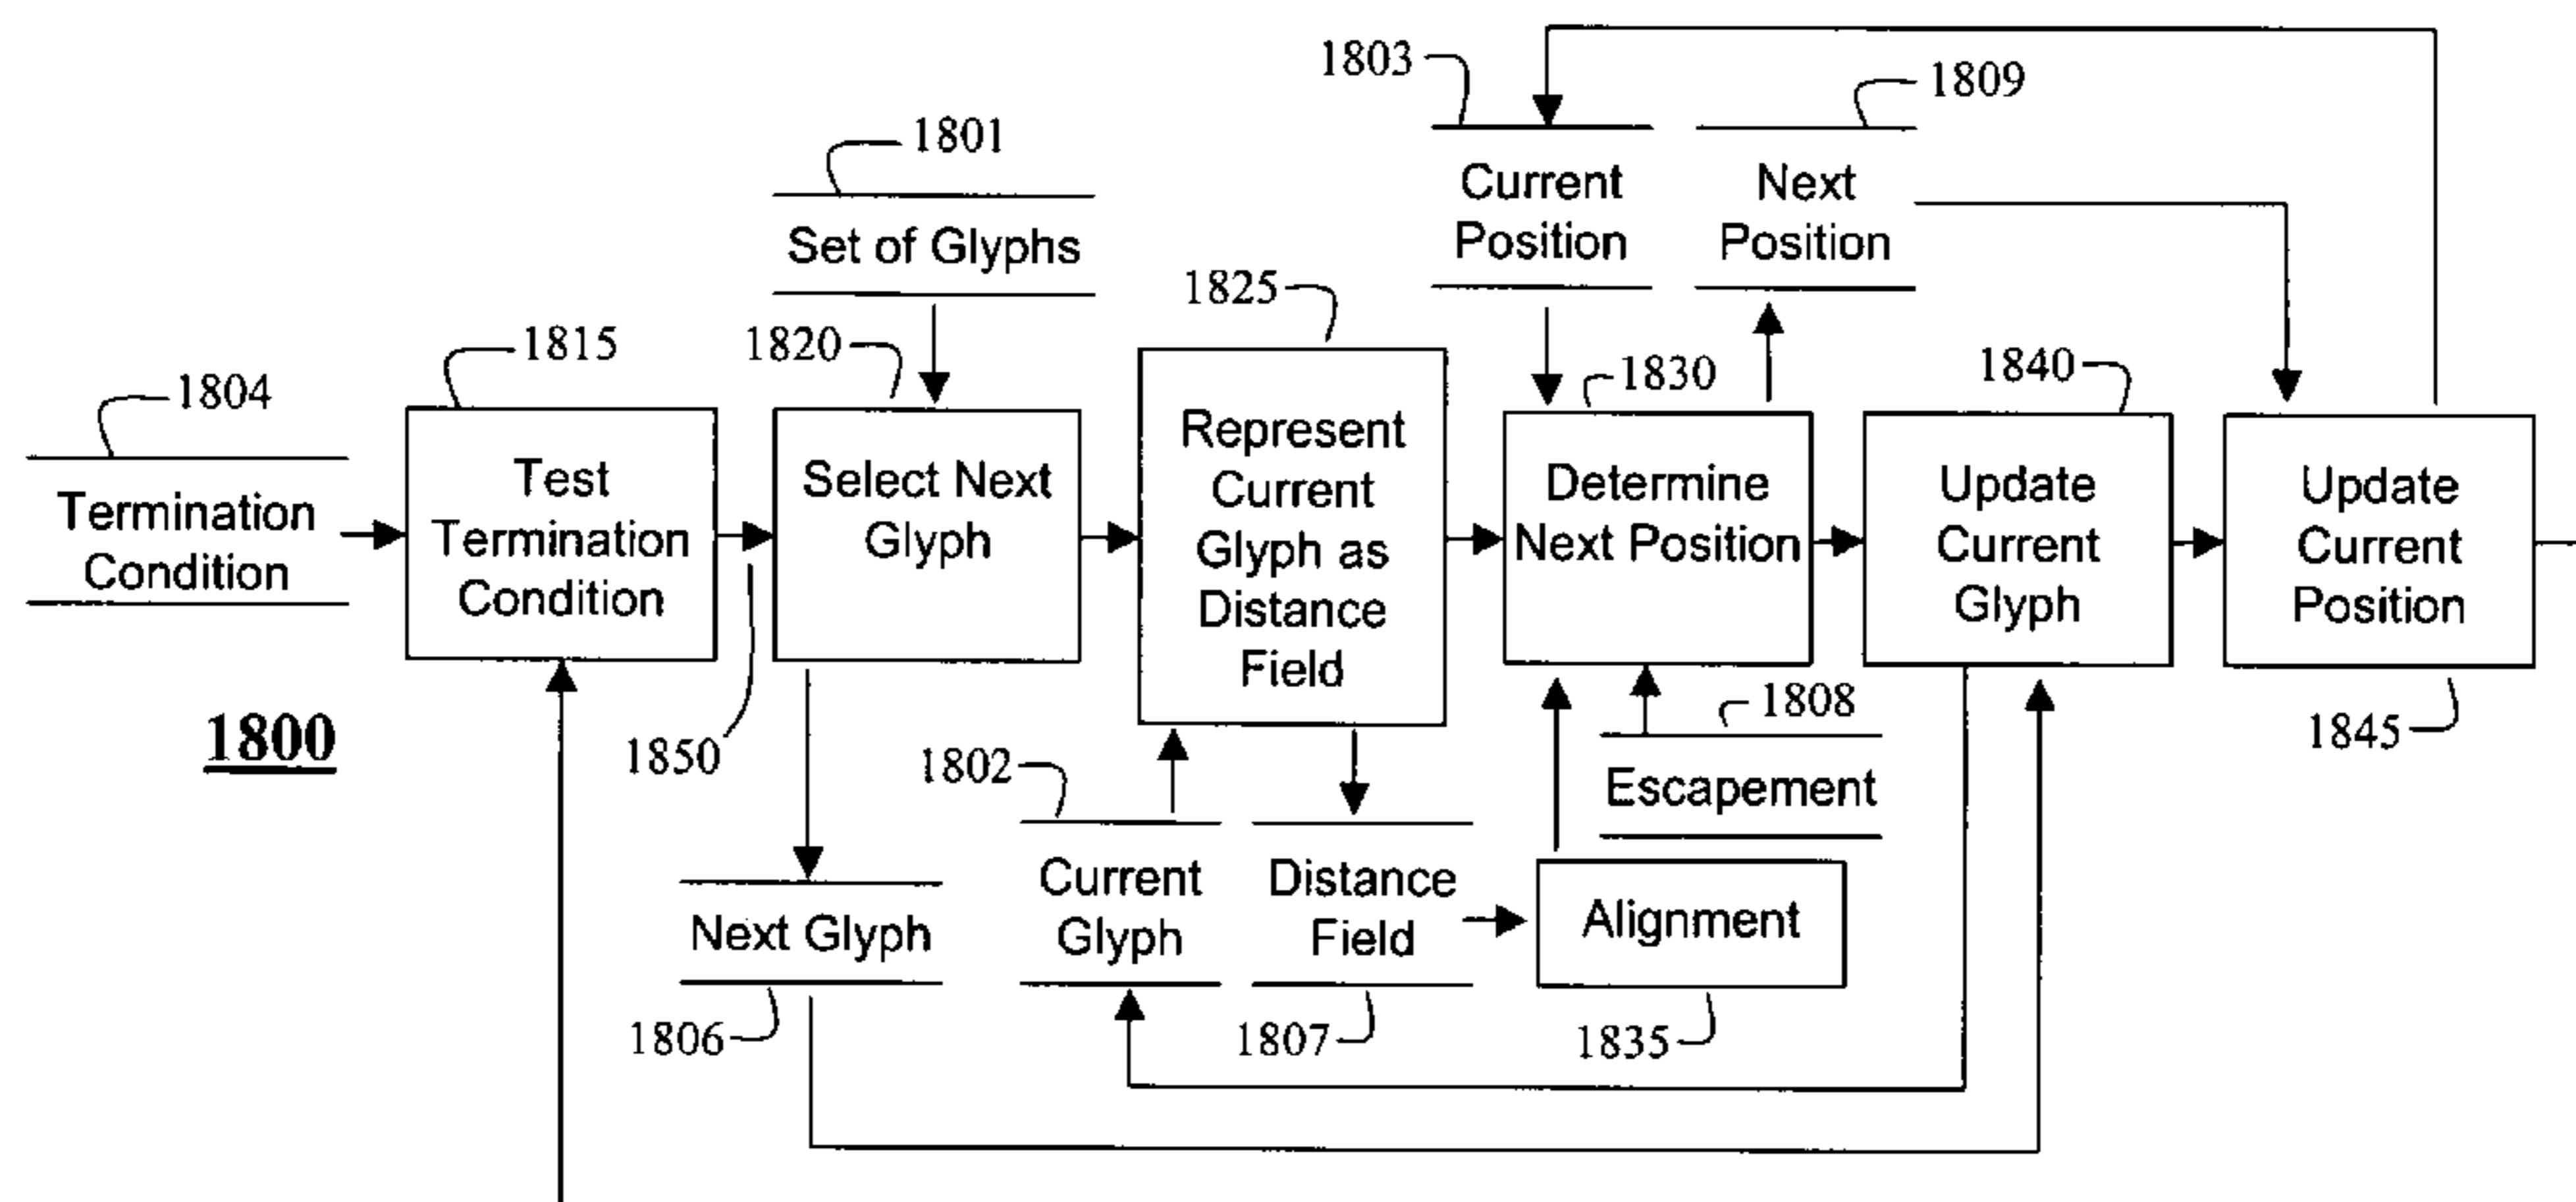 1803
1809
1801
Current
Position
Next
Position
Set of Glyphs
1825
1804
1815
1820
1830
1840
Termination
Condition
Test
Termination
Condition
Select Next
Glyph
Represent
Current
Glyph as
Distance
Field
Determine
Next Position
Update
Current
Glyph
Update
Current
Position
1800
1850
1802
1808
1845
Escapement
Next Glyph
Current
Glyph
Distance
Field
Alignment
1806
1807
1835